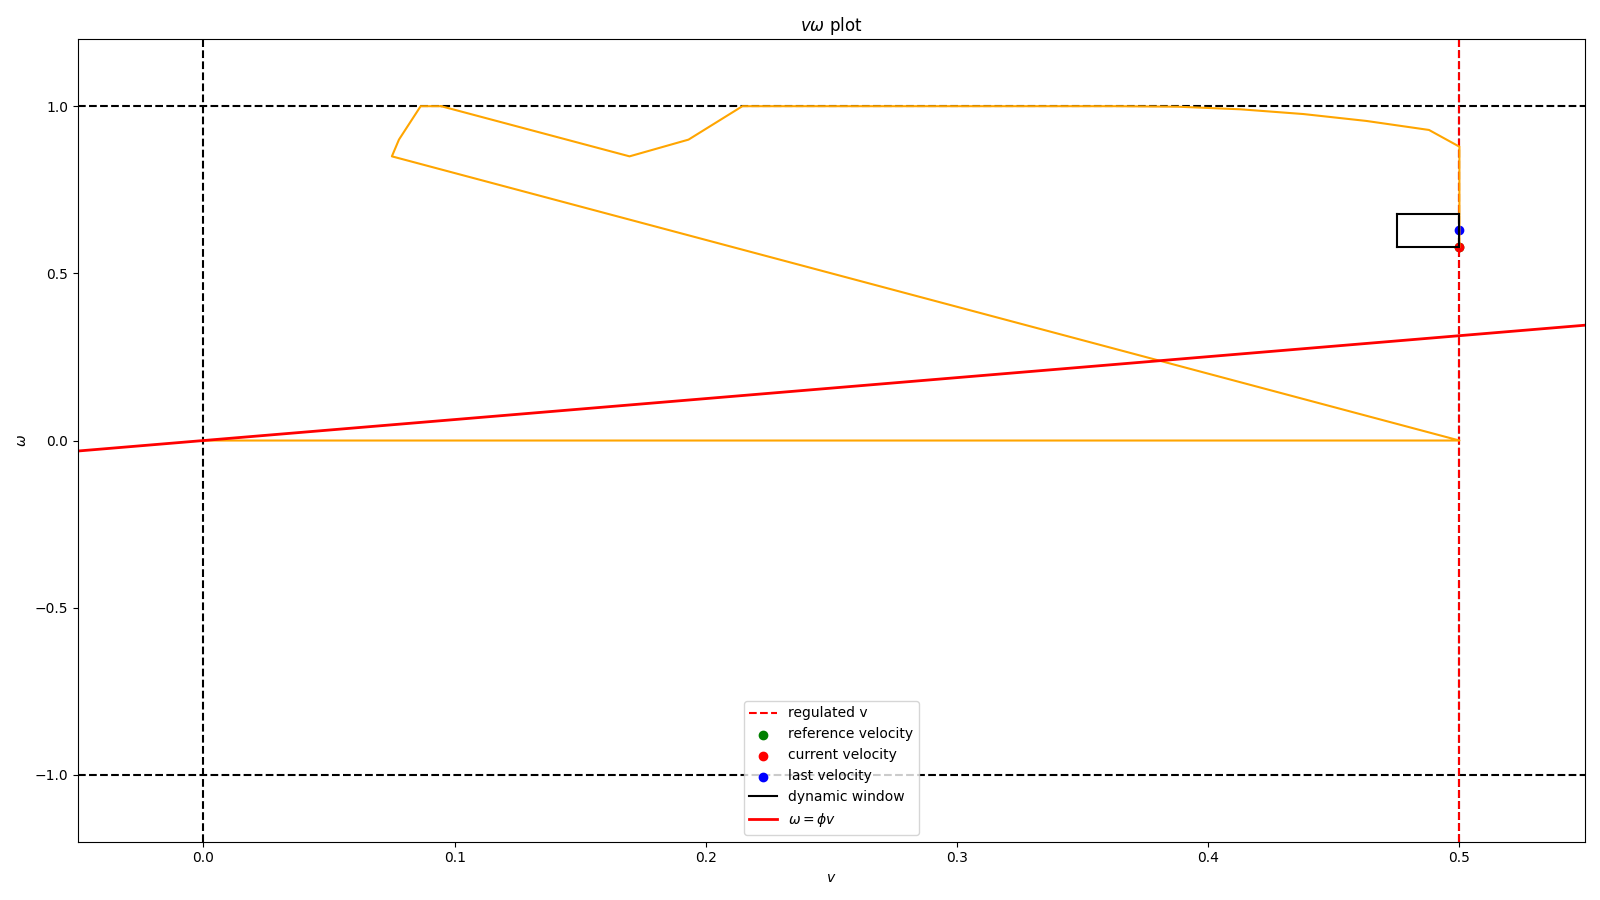 vω plot
1.0
0.5
0.0
−0.5
−1.0
ω
0.0
0.1
0.2
0.3
0.4
0.5
v
regulated v
reference velocity
current velocity
last velocity
dynamic window
ω = ϕv